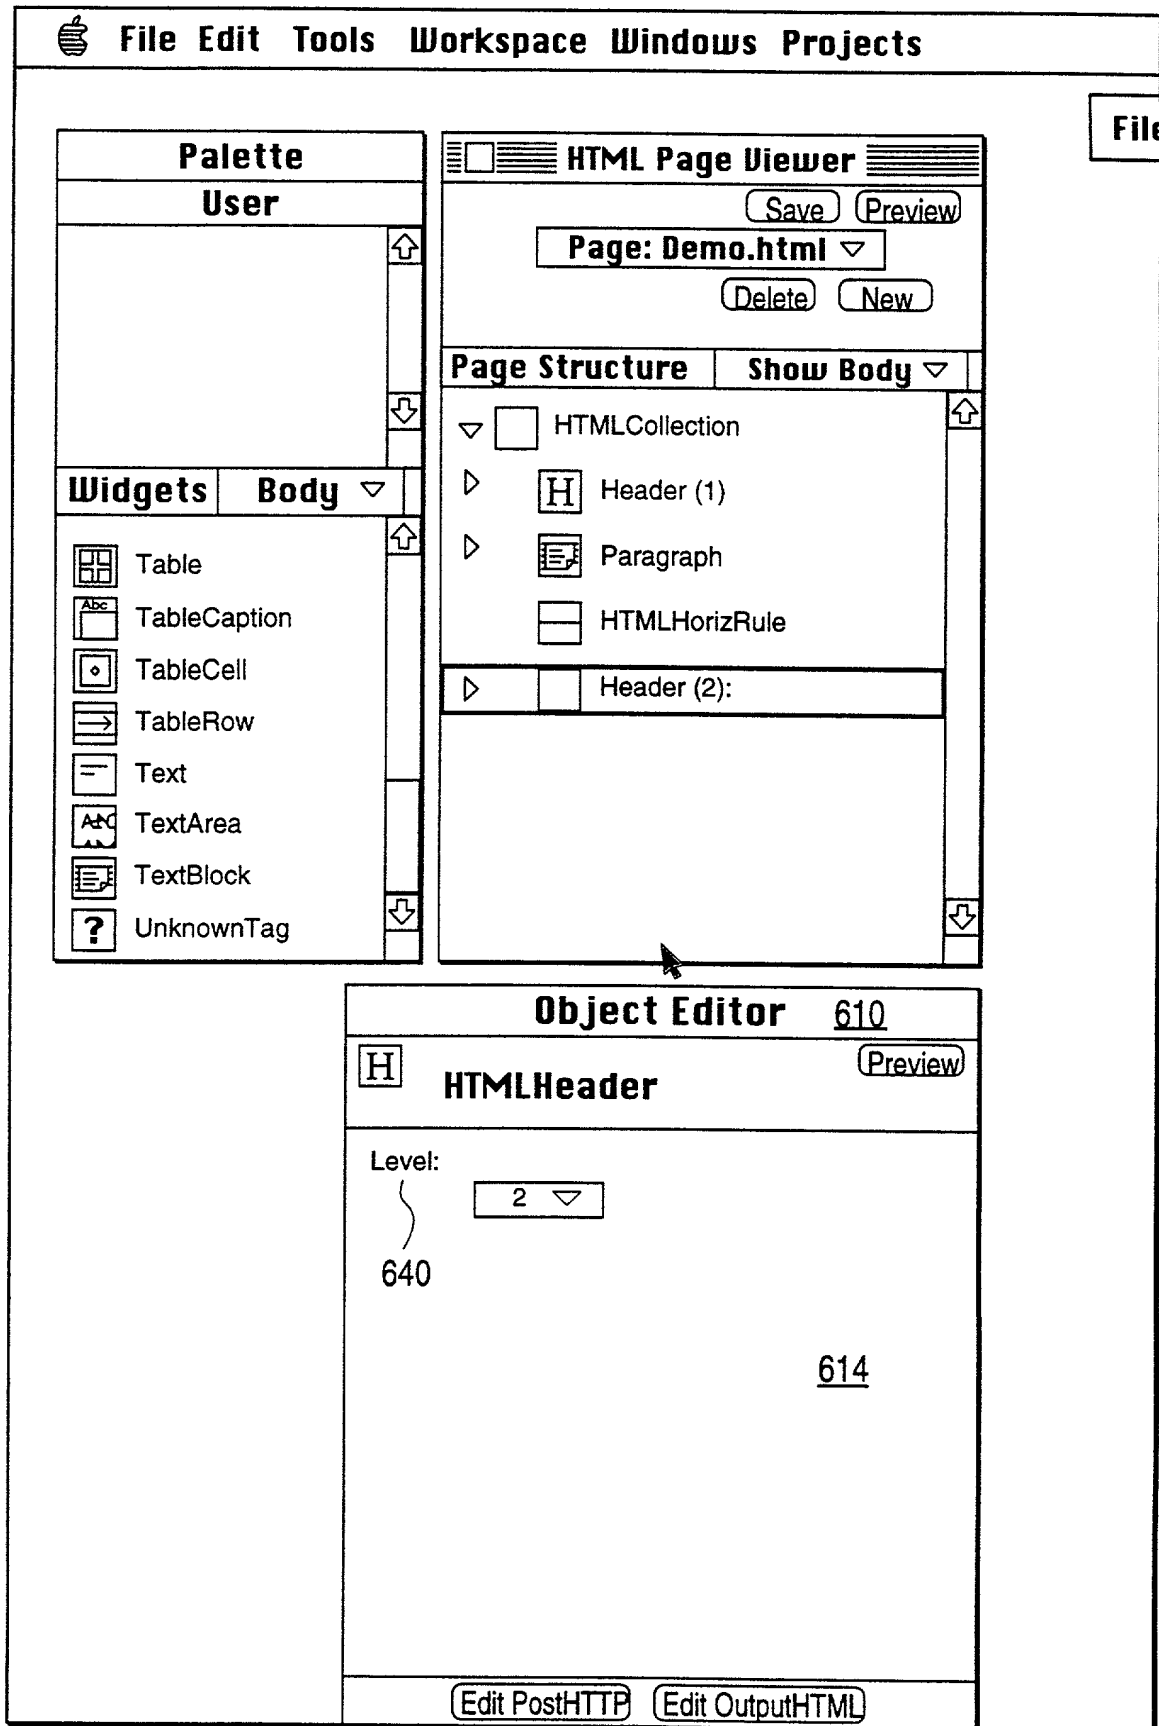 File Edit Tools Workspace Windows Projects
File
Palette
User
Widgets Body
Table
Abc
TableCaption
TableCell
TableRow
Text
TextArea
TextBlock
? UnknownTag
HTML Page Viewer
Save Preview
Page: Demo.html
Delete New
Page Structure Show Body
HTMLCollection
H Header (1)
Paragraph
HTMLHorizRule
Header (2):
Object Editor 610
H HTMLHeader Preview
Level:
2
640
614
Edit PostHTTP Edit OutputHTML